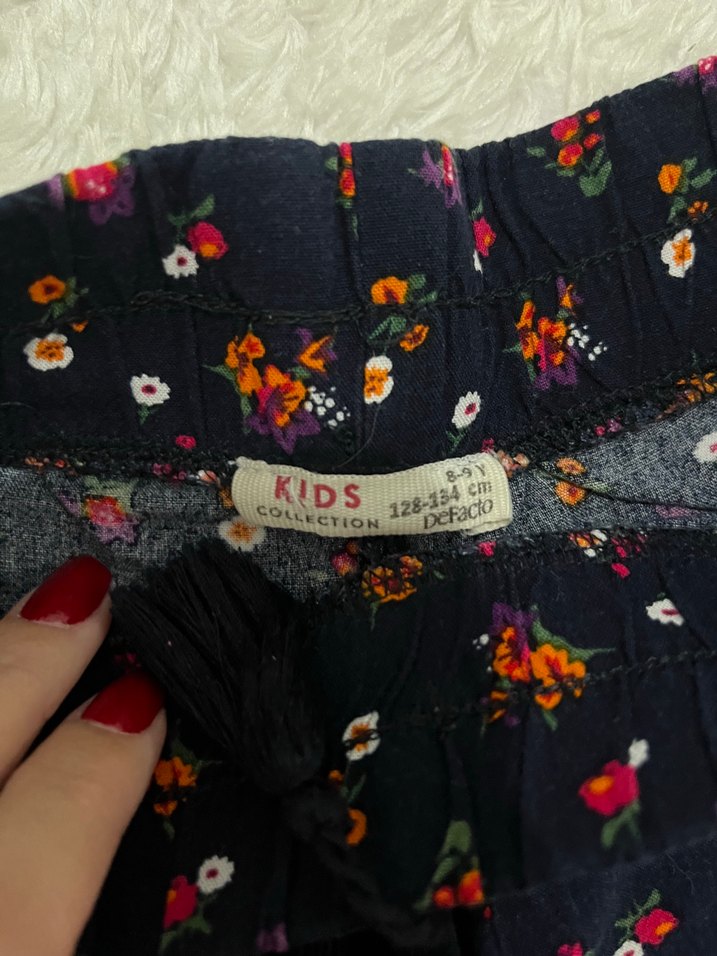 KIDS
COLLECTION
8-9 Y
128-134 cm
DeFacto